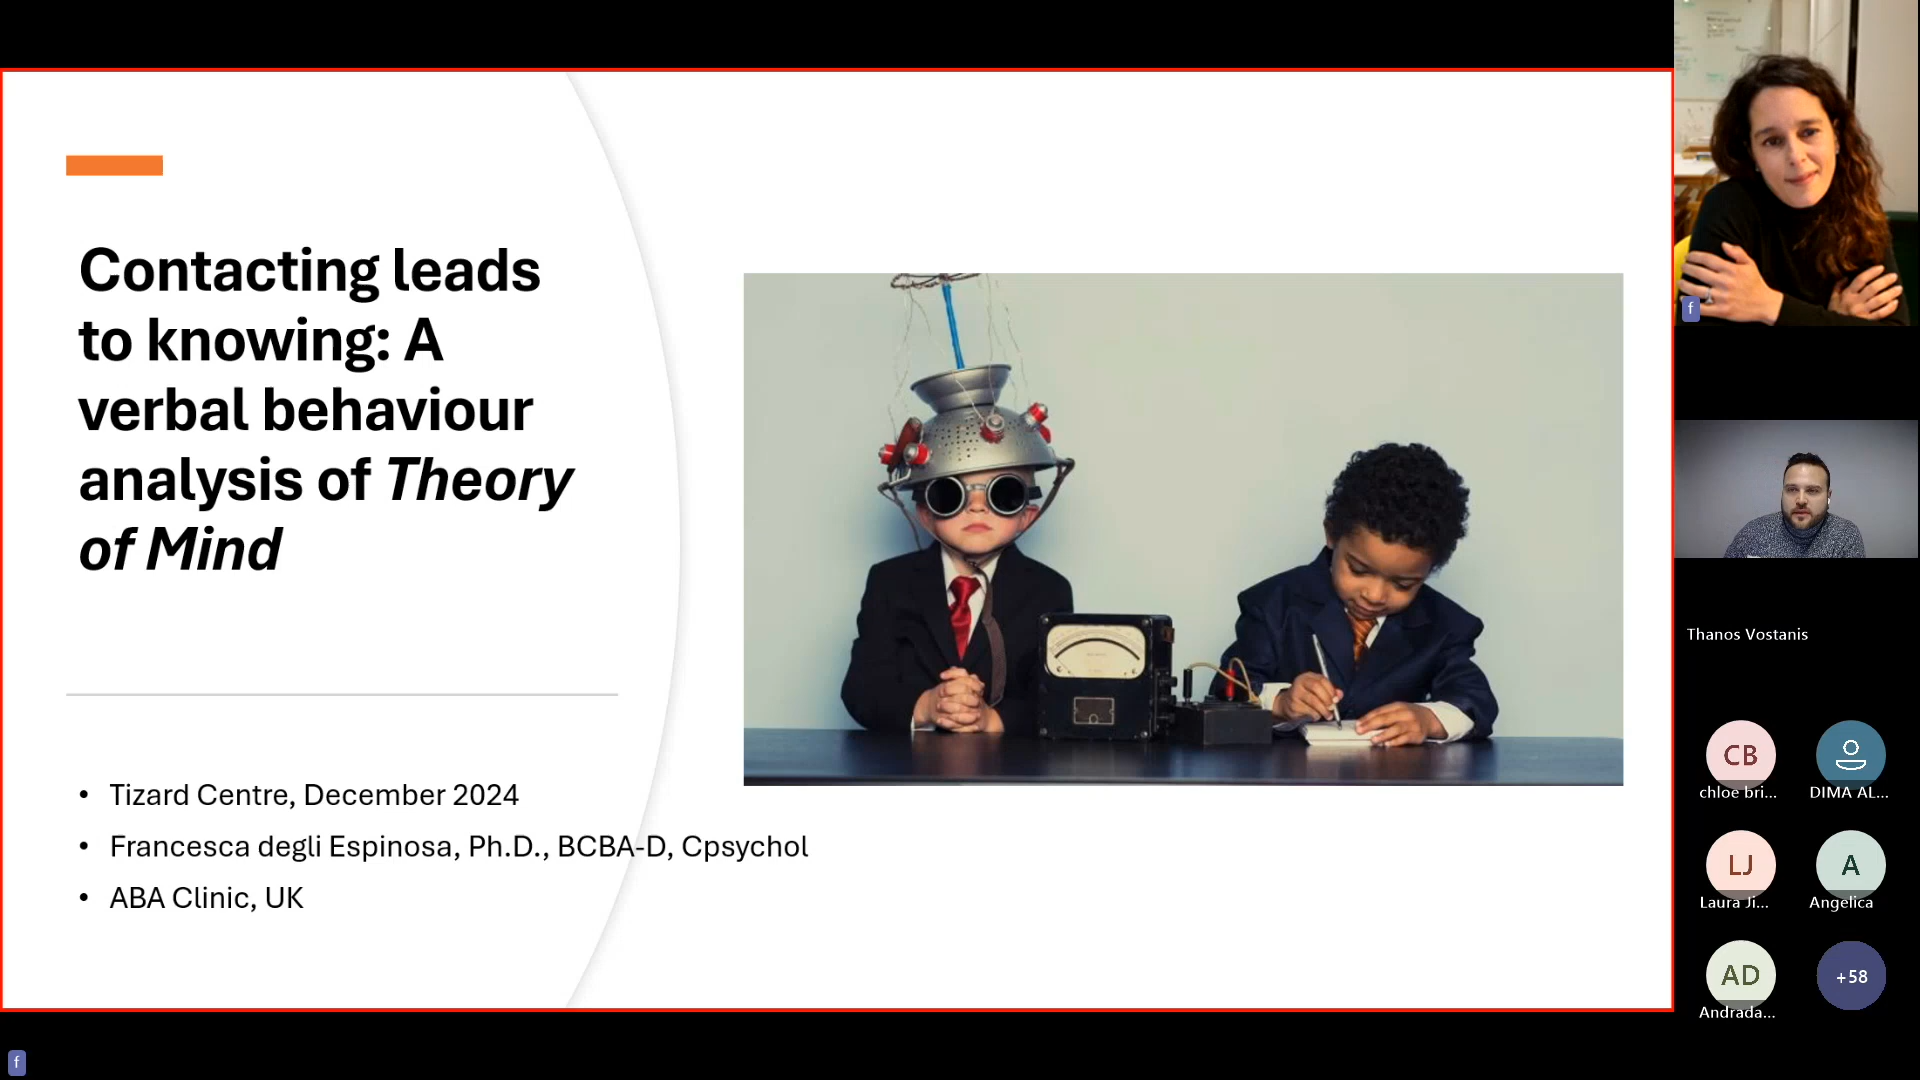 Contacting leads
to knowing: A
verbal behaviour
analysis of Theory
of Mind
• Tizard Centre, December 2024
• Francesca degli Espinosa, Ph.D., BCBA-D, Cpsychol
• ABA Clinic, UK
f
Thanos Vostanis
CB
chloe bri...
DIMA AL...
LJ
Laura Ji...
A
Angelica
AD
Andrada...
+58
f